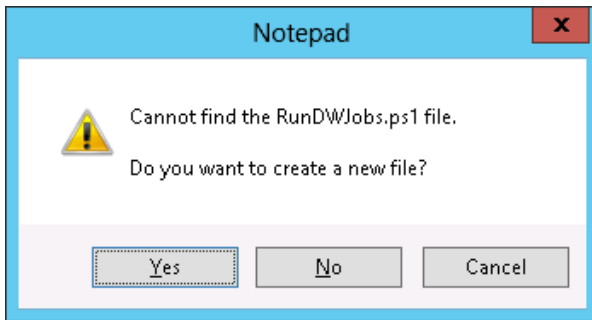 Notepad
x
Cannot find the RunDWJobs.ps1 file.
Do you want to create a new file?
Yes No Cancel